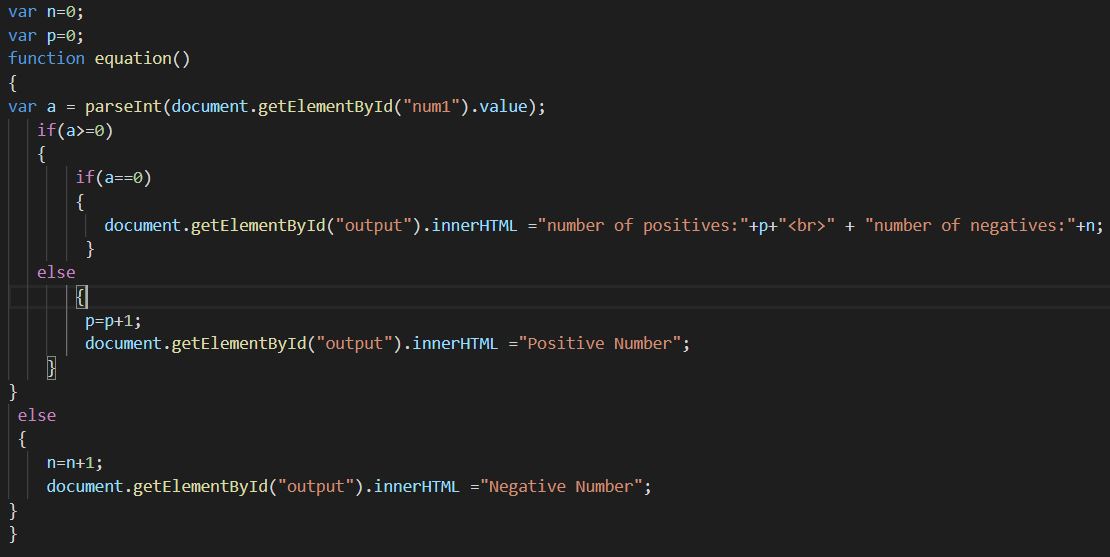 var n=0;
var p=0;
function equation()
{
var a = parseInt(document.getElementById("num1").value);
if(a>=0)
{
if(a==0)
{
document.getElementById("output").innerHTML ="number of positives:"+p+"<br>" + "number of negatives:"+n;
}
else
{
p=p+1;
document.getElementById("output").innerHTML ="Positive Number";
}
}
else
{
n=n+1;
document.getElementById("output").innerHTML ="Negative Number";
}
}